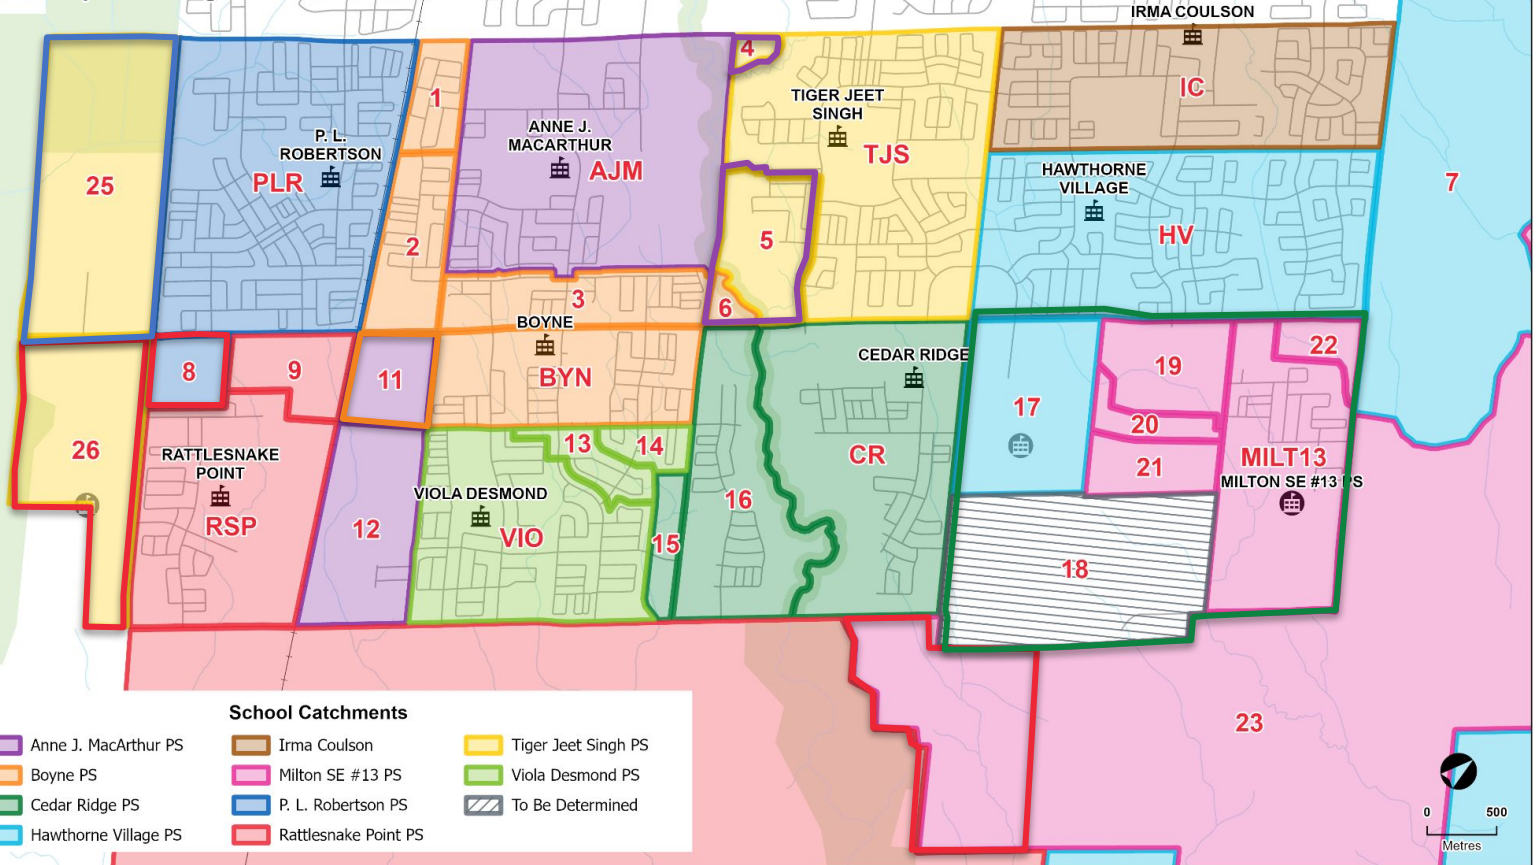 IRMA COULSON
4
TIGER JEET
SINGH
IC
1
ANNE J.
MACARTHUR
P. L.
ROBERTSON
TJS
AJM
HAWTHORNE
VILLAGE
PLR
25
7
HV
5
2
3
6
BOYNE
22
CEDAR RIDGE
19
9
8
11
BYN
17
20
26
13
14
RATTLESNAKE
POINT
CR
MILT13
21
MILTON SE #13 PS
VIOLA DESMOND
16
RSP
12
VIO
15
18
23
School Catchments
Anne J. MacArthur PS
Boyne PS
Cedar Ridge PS
Hawthorne Village PS
Irma Coulson
Milton SE #13 PS
P. L. Robertson PS
Rattlesnake Point PS
Tiger Jeet Singh PS
Viola Desmond PS
To Be Determined
0 500
Metres